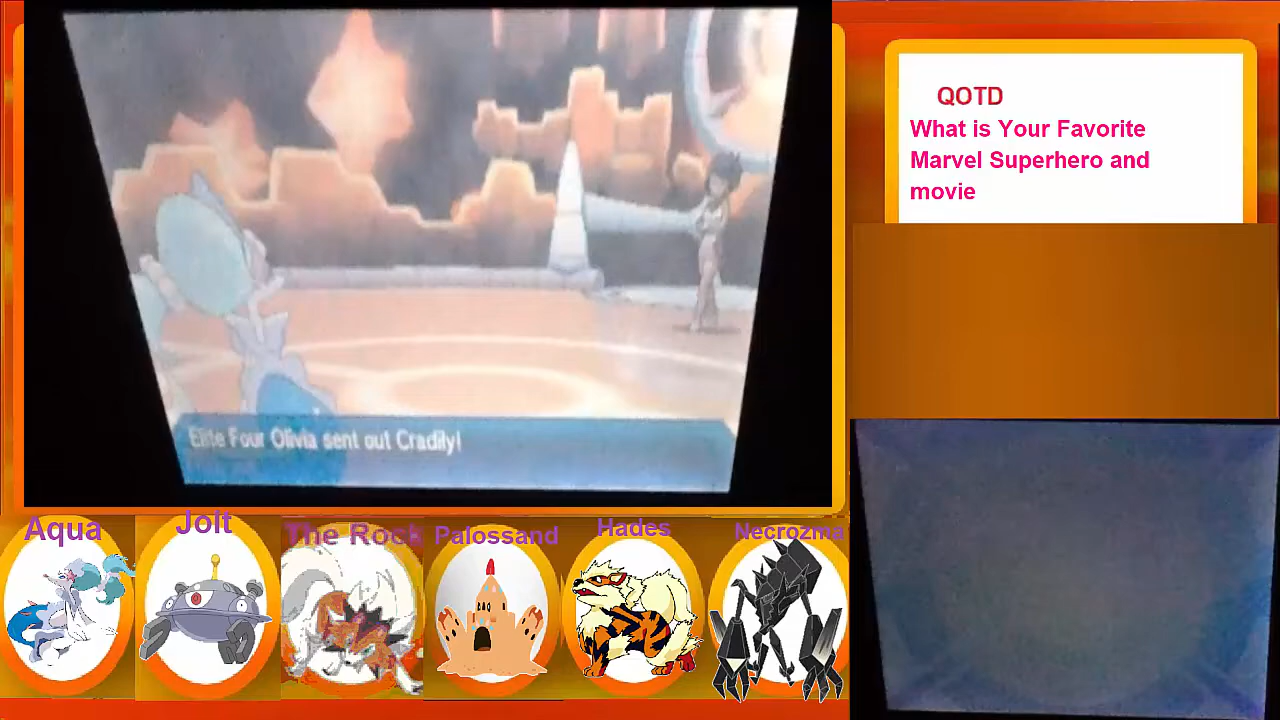 QOTD
What is Your Favorite
Marvel Superhero and
movie
Elite Four Olivia sent out Cradily!
Aqua
Jolt
The Rock
Palossand
Hades
Necrozma